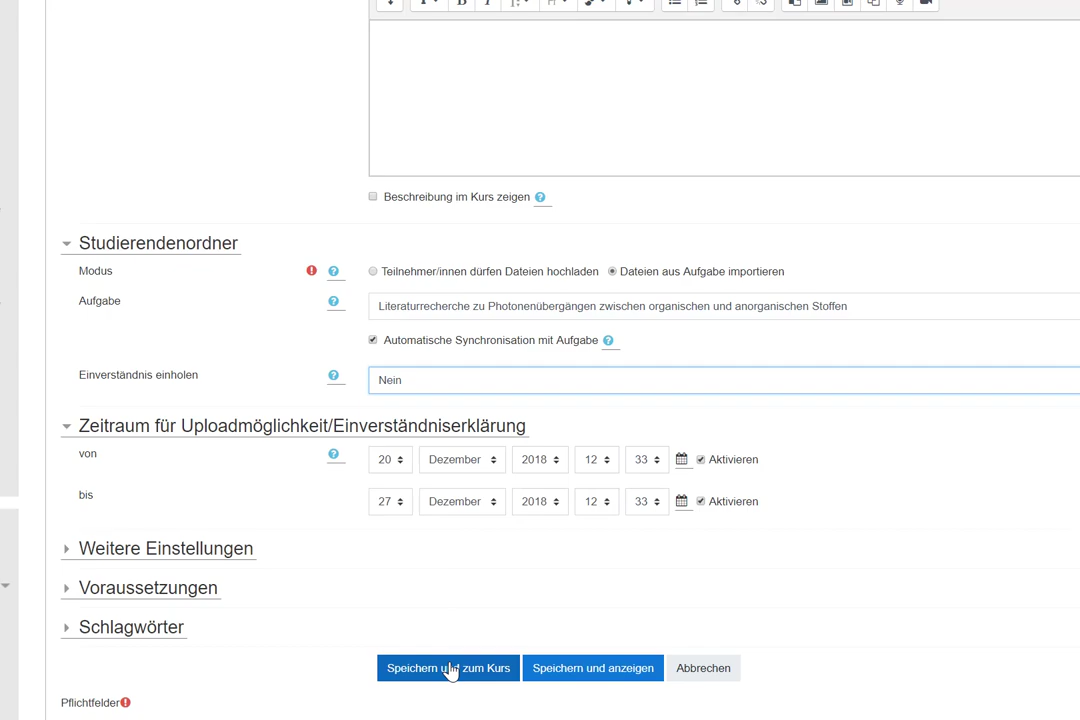 Beschreibung im Kurs zeigen
Studierendenordner
Modus
Teilnehmer/innen dürfen Dateien hochladen Dateien aus Aufgabe importieren
Aufgabe
Literaturrecherche zu Photonenübergängen zwischen organischen und anorganischen Stoffen
Automatische Synchronisation mit Aufgabe
Einverständnis einholen
Nein
Zeitraum für Uploadmöglichkeit/Einverständniserklärung
von
20 Dezember 2018 12 33 Aktivieren
bis
27 Dezember 2018 12 33 Aktivieren
Weitere Einstellungen
Voraussetzungen
Schlagwörter
Speichern und zum Kurs Speichern und anzeigen Abbrechen
Pflichtfelder